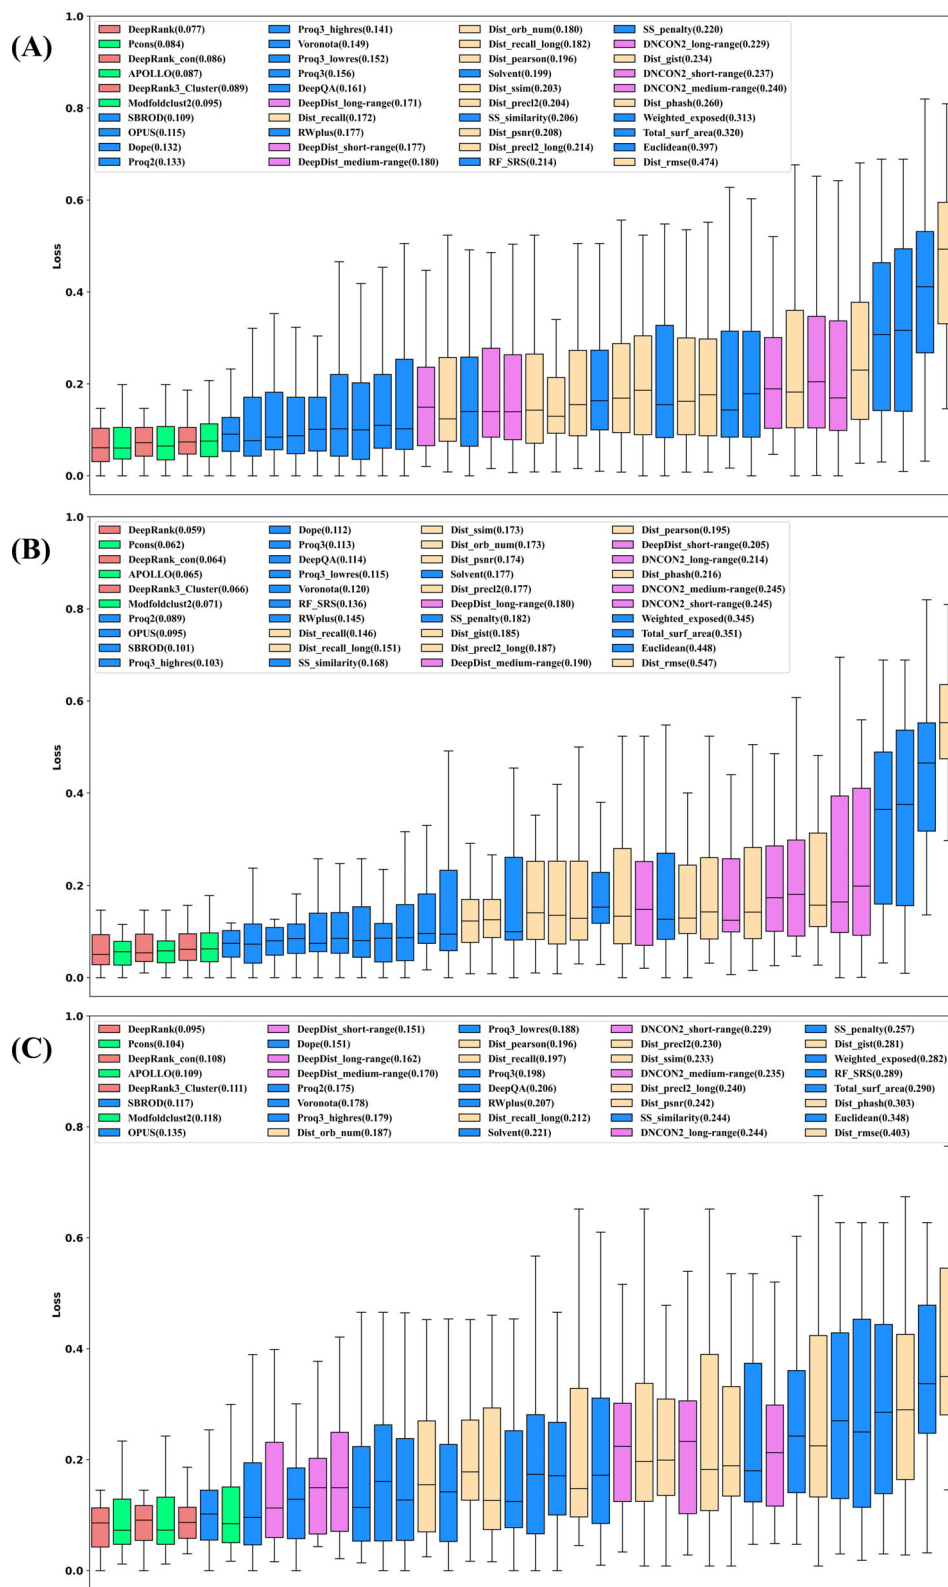 (A)
1.0
0.8
0.6
0.4
0.2
0.0
Loss
DeepRank(0.077)
Pcons(0.084)
DeepRank_con(0.086)
APOLLO(0.087)
DeepRank3_Cluster(0.089)
Modfoldclust2(0.095)
SBROD(0.109)
OPUS(0.115)
Dope(0.132)
Proq2(0.133)
Proq3_highres(0.141)
Voronota(0.149)
Proq3_lowres(0.152)
Proq3(0.156)
DeepQA(0.161)
DeepDist_long-range(0.171)
Dist_recall(0.172)
RWplus(0.177)
DeepDist_short-range(0.177)
DeepDist_medium-range(0.180)
Dist_orb_num(0.180)
Dist_recall_long(0.182)
Dist_pearson(0.196)
Solvent(0.199)
Dist_ssim(0.203)
Dist_precl2(0.204)
SS_similarity(0.206)
Dist_psnr(0.208)
Dist_precl2_long(0.214)
RF_SRS(0.214)
SS_penalty(0.220)
DNCON2_long-range(0.229)
Dist_gist(0.234)
DNCON2_short-range(0.237)
DNCON2_medium-range(0.240)
Dist_phash(0.260)
Weighted_exposed(0.313)
Total_surf_area(0.320)
Euclidean(0.397)
Dist_rmse(0.474)
(B)
1.0
0.8
0.6
0.4
0.2
0.0
Loss
DeepRank(0.059)
Pcons(0.062)
DeepRank_con(0.064)
APOLLO(0.065)
DeepRank3_Cluster(0.066)
Modfoldclust2(0.071)
Proq2(0.089)
OPUS(0.095)
SBROD(0.101)
Proq3_highres(0.103)
Dope(0.112)
Proq3(0.113)
DeepQA(0.114)
Proq3_lowres(0.115)
Voronota(0.120)
RF_SRS(0.136)
RWplus(0.145)
Dist_recall(0.146)
Dist_recall_long(0.151)
SS_similarity(0.168)
Dist_ssim(0.173)
Dist_orb_num(0.173)
Dist_psnr(0.174)
Solvent(0.177)
Dist_precl2(0.177)
DeepDist_long-range(0.180)
SS_penalty(0.182)
Dist_gist(0.185)
Dist_precl2_long(0.187)
DeepDist_medium-range(0.190)
Dist_pearson(0.195)
DeepDist_short-range(0.205)
DNCON2_long-range(0.214)
Dist_phash(0.216)
DNCON2_medium-range(0.245)
DNCON2_short-range(0.245)
Weighted_exposed(0.345)
Total_surf_area(0.351)
Euclidean(0.448)
Dist_rmse(0.547)
(C)
1.0
0.8
0.6
0.4
0.2
0.0
Loss
DeepRank(0.095)
Pcons(0.104)
DeepRank_con(0.108)
APOLLO(0.109)
DeepRank3_Cluster(0.111)
SBROD(0.117)
Modfoldclust2(0.118)
OPUS(0.135)
DeepDist_short-range(0.151)
Dope(0.151)
DeepDist_long-range(0.162)
DeepDist_medium-range(0.170)
Proq2(0.175)
Voronota(0.178)
Proq3_highres(0.179)
Dist_orb_num(0.187)
Proq3_lowres(0.188)
Dist_pearson(0.196)
Dist_recall(0.197)
Proq3(0.198)
DeepQA(0.206)
RWplus(0.207)
Dist_recall_long(0.212)
Solvent(0.221)
DNCON2_short-range(0.229)
Dist_precl2(0.230)
Dist_ssim(0.233)
DNCON2_medium-range(0.235)
Dist_precl2_long(0.240)
Dist_psnr(0.242)
SS_similarity(0.244)
DNCON2_long-range(0.244)
SS_penalty(0.257)
Dist_gist(0.281)
Weighted_exposed(0.282)
RF_SRS(0.289)
Total_surf_area(0.290)
Dist_phash(0.303)
Euclidean(0.348)
Dist_rmse(0.403)